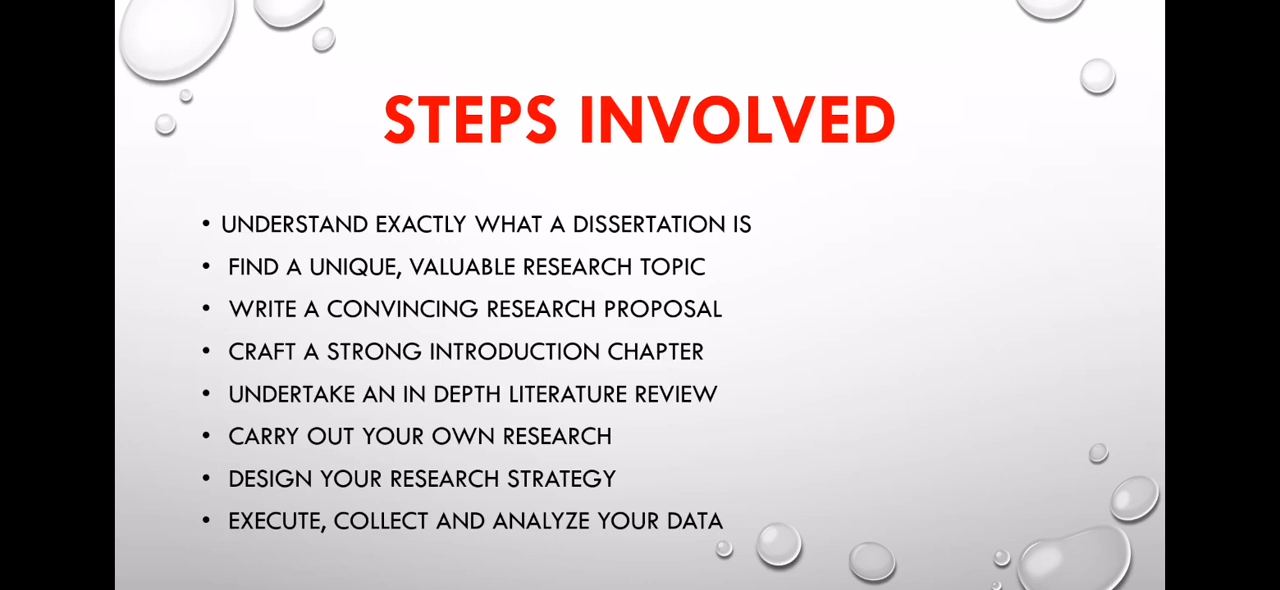 STEPS INVOLVED
• UNDERSTAND EXACTLY WHAT A DISSERTATION IS
• FIND A UNIQUE, VALUABLE RESEARCH TOPIC
• WRITE A CONVINCING RESEARCH PROPOSAL
• CRAFT A STRONG INTRODUCTION CHAPTER
• UNDERTAKE AN IN DEPTH LITERATURE REVIEW
• CARRY OUT YOUR OWN RESEARCH
• DESIGN YOUR RESEARCH STRATEGY
• EXECUTE, COLLECT AND ANALYZE YOUR DATA